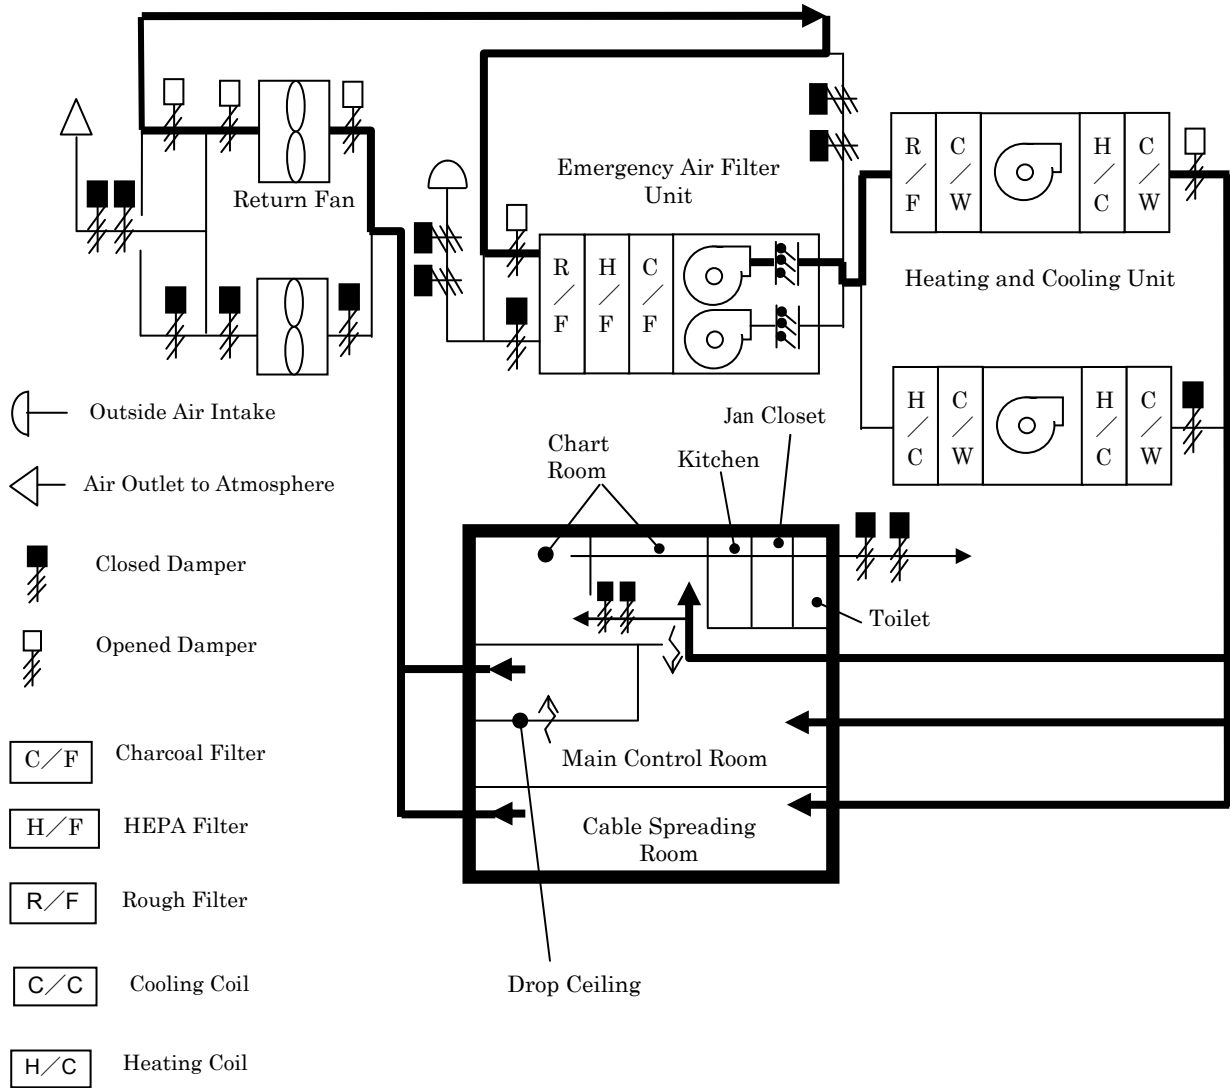 Return Fan
Emergency Air Filter
Unit
R/F
H/F
C/F
R/F
C/W
H/C
C/W
Heating and Cooling Unit
H/C
C/W
H/C
C/W
Outside Air Intake
Air Outlet to Atmosphere
Closed Damper
Opened Damper
C/F Charcoal Filter
H/F HEPA Filter
R/F Rough Filter
C/C Cooling Coil
H/C Heating Coil
Chart
Room
Kitchen
Jan Closet
Toilet
Main Control Room
Cable Spreading
Room
Drop Ceiling